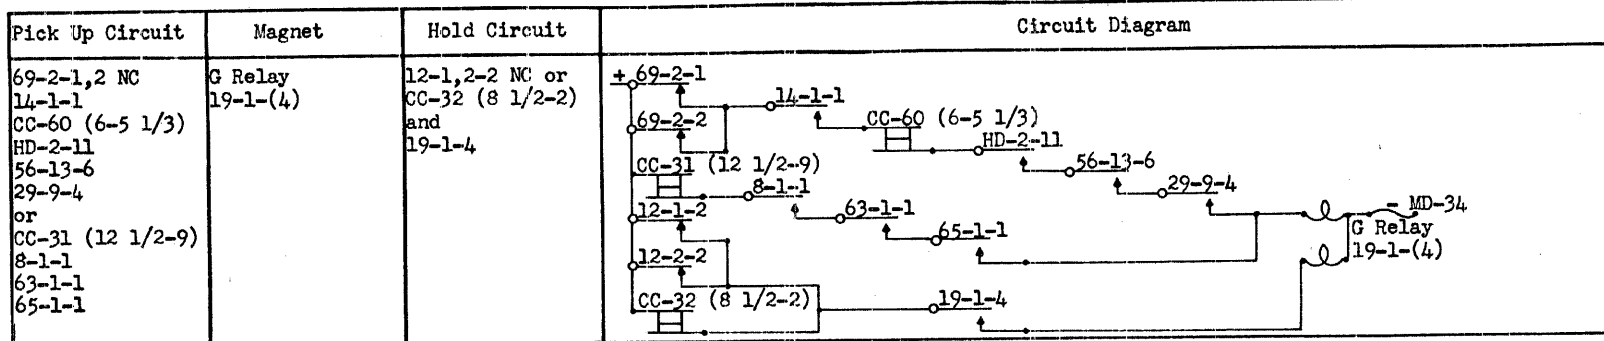 Pick Up Circuit
Magnet
Hold Circuit
Circuit Diagram
69-2-1,2 NC
14-1-1
CC-60 (6-5 1/3)
HD-2-11
56-13-6
29-9-4
or
CC-31 (12 1/2-9)
8-1-1
63-1-1
65-1-1
G Relay
19-1-(4)
12-1,2-2 NC or
CC-32 (8 1/2-2)
and
19-1-4
+ 69-2-1
14-1-1
69-2-2
CC-60 (6-5 1/3)
HD-2-11
CC-31 (12 1/2-9)
56-13-6
8-1-1
29-9-4
12-1-2
63-1-1
- MD-34
65-1-1
G Relay
19-1-(4)
12-2-2
CC-32 (8 1/2-2)
19-1-4